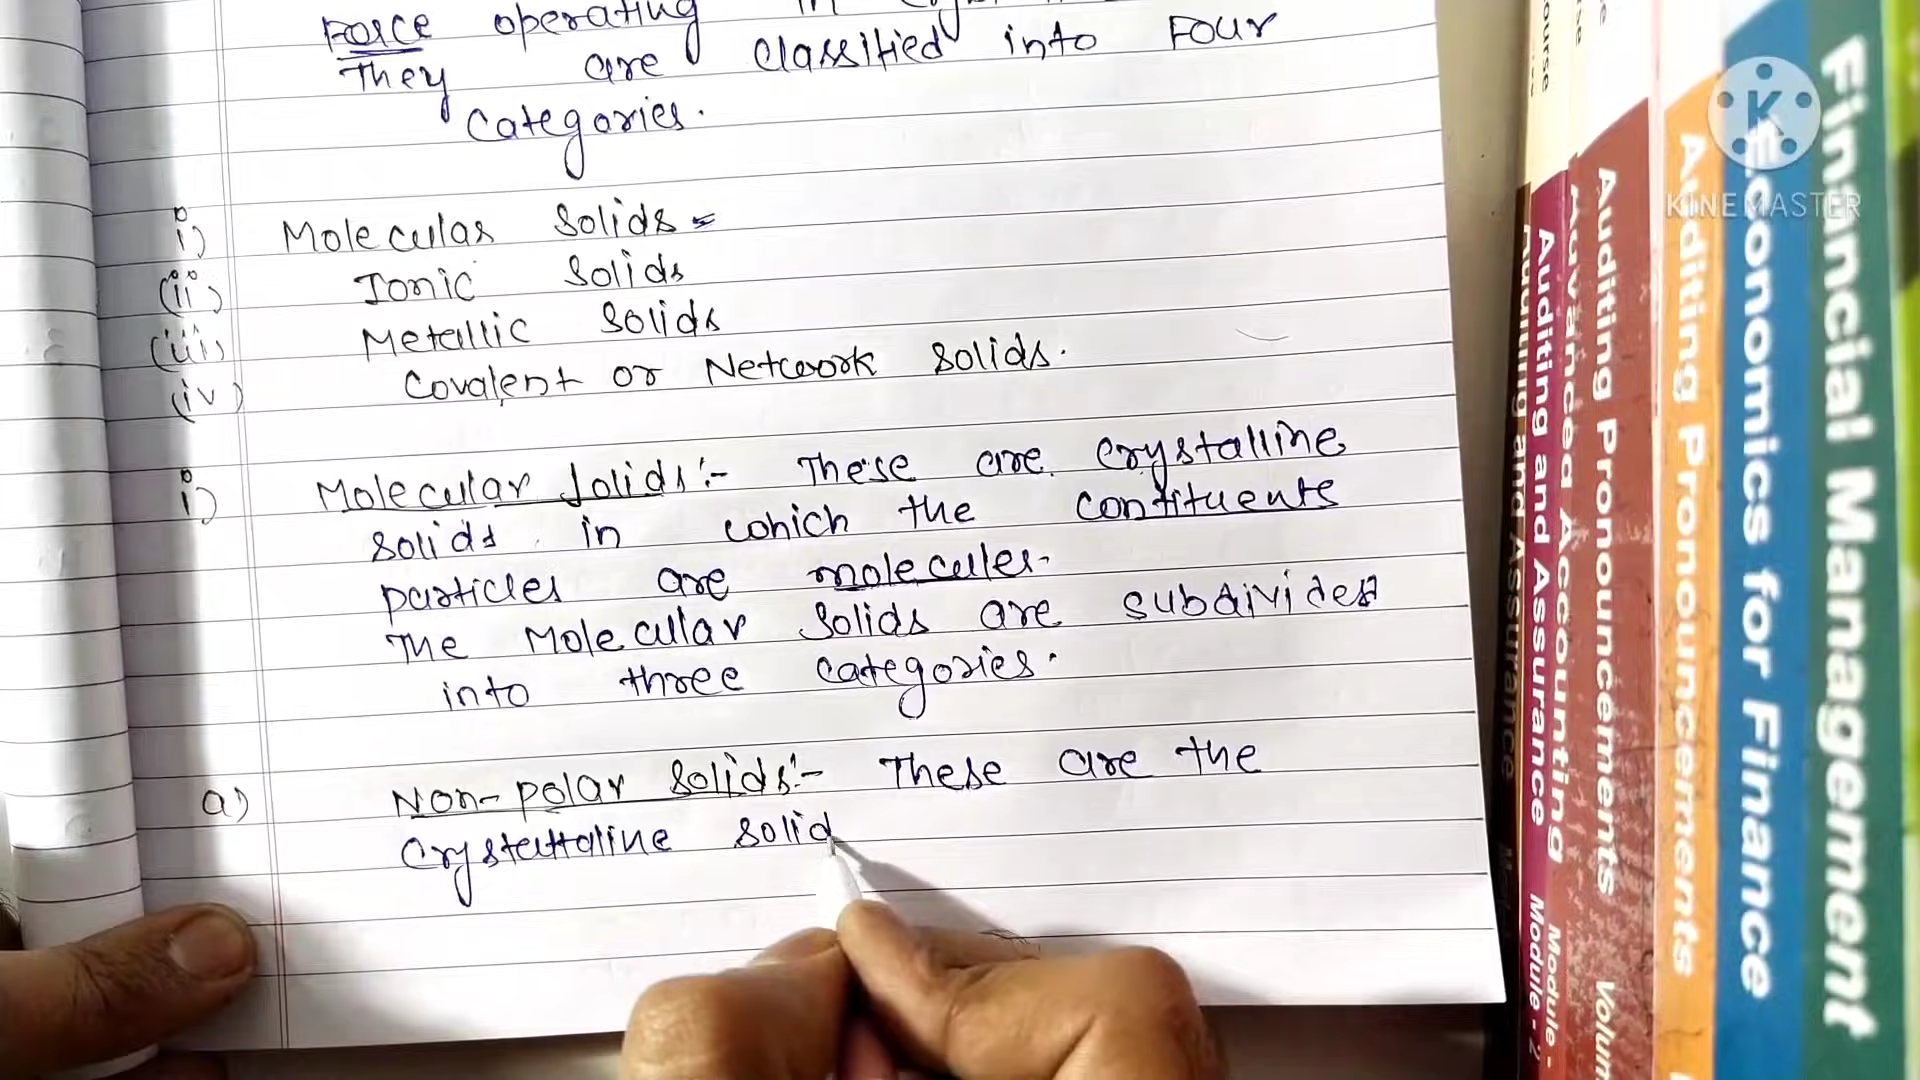 Force operating in
They are classified into Four
Categories.
i) Molecular Solids
(ii) Ionic Solids
(iii) Metallic Solids
(iv) Covalent or Network Solids.
i) Molecular Solids:- These are crystalline
solids in which the constituents
particles are molecules.
The Molecular Solids are subdivided
into three categories.
a) Non-polar Solids:- These are the
Crystalline Solid
K
KINEMASTER
Financial Management
Economics for Finance
Auditing Pronouncements
Auditing Pronouncements Volum
Advanced Accounting Module -
Auditing and Assurance Module - 2
Auditing and Assurance
ourse